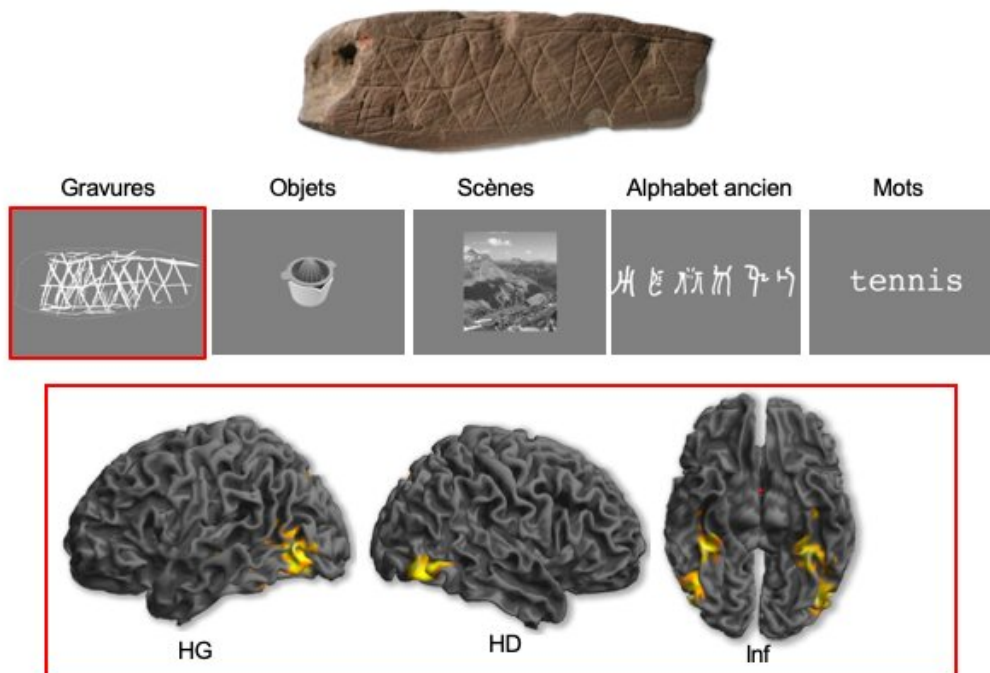 Gravures
Objets
Scènes
Alphabet ancien
Mots
tennis
HG
HD
Inf